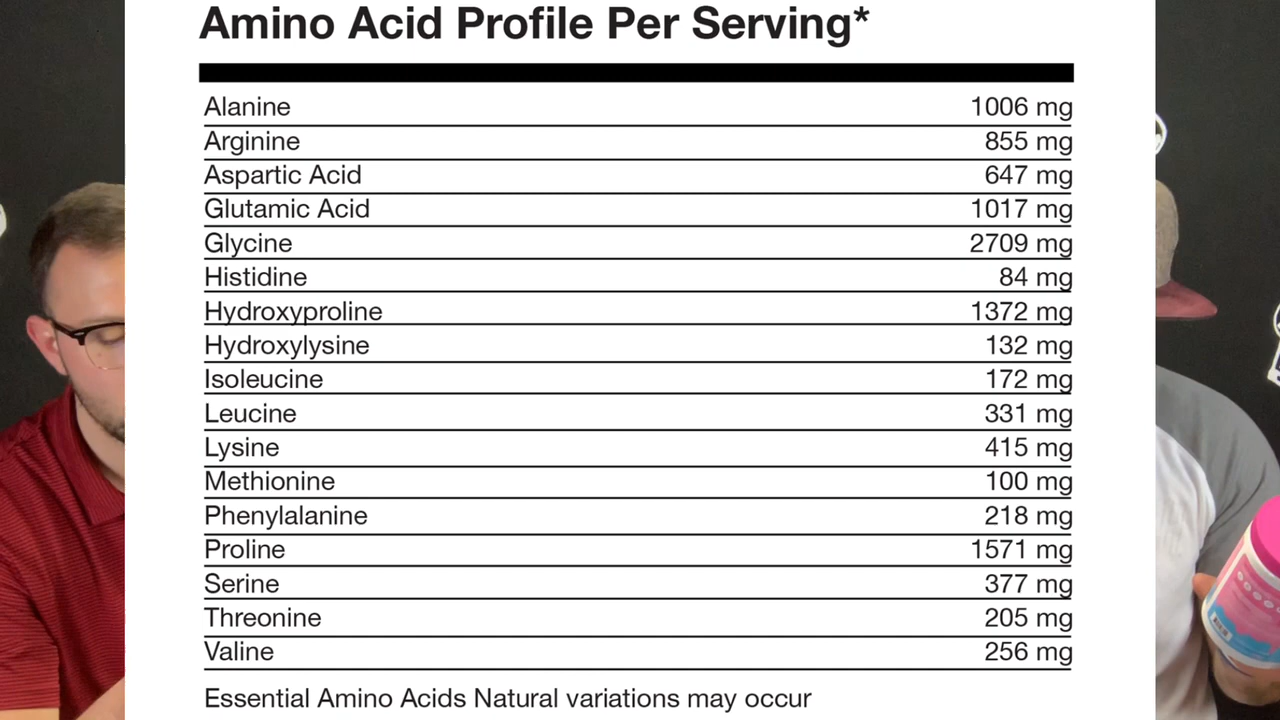 Amino Acid Profile Per Serving*
Alanine 1006 mg
Arginine 855 mg
Aspartic Acid 647 mg
Glutamic Acid 1017 mg
Glycine 2709 mg
Histidine 84 mg
Hydroxyproline 1372 mg
Hydroxylysine 132 mg
Isoleucine 172 mg
Leucine 331 mg
Lysine 415 mg
Methionine 100 mg
Phenylalanine 218 mg
Proline 1571 mg
Serine 377 mg
Threonine 205 mg
Valine 256 mg
Essential Amino Acids Natural variations may occur